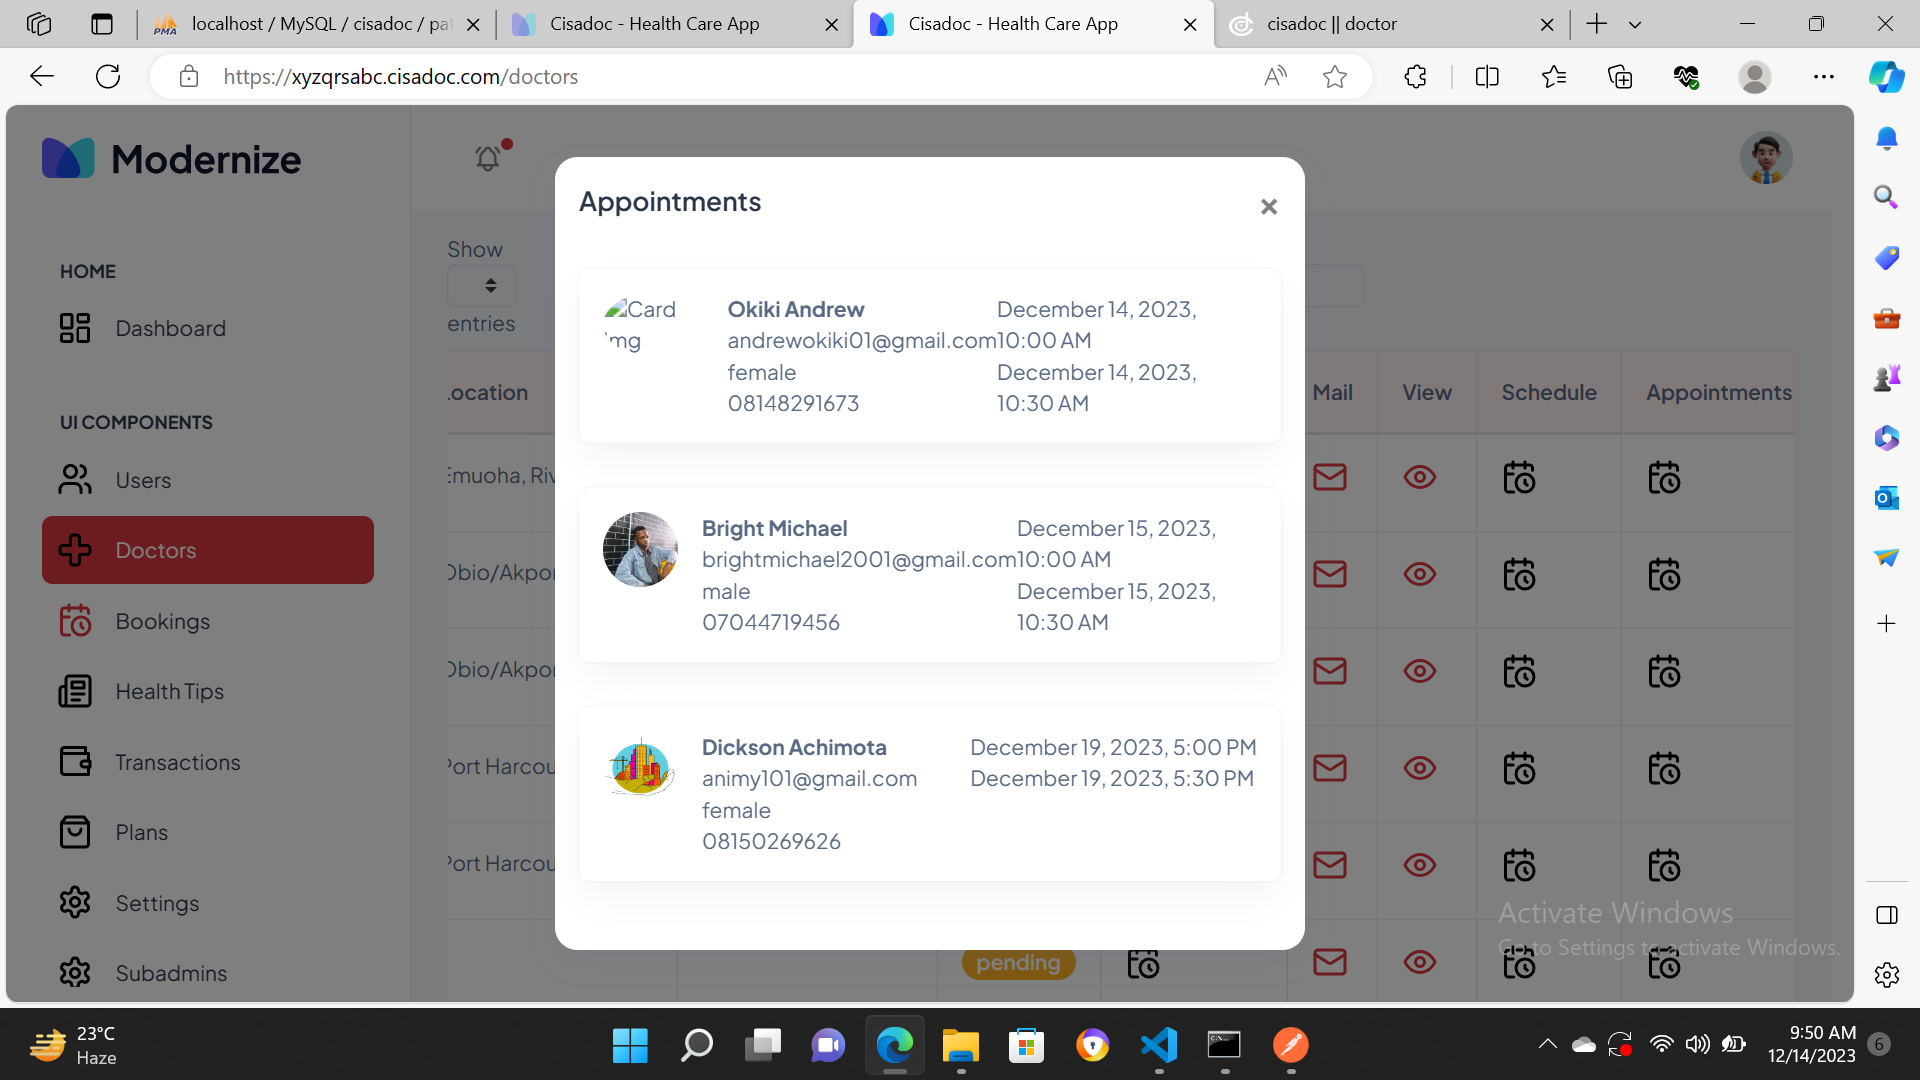 localhost / MySQL / cisadoc / pat
Cisadoc - Health Care App
Cisadoc - Health Care App
cisadoc || doctor
https://xyzqrsabc.cisadoc.com/doctors
Modernize
HOME
Dashboard
UI COMPONENTS
Users
Doctors
Bookings
Health Tips
Transactions
Plans
Settings
Subadmins
Show
entries
Location
Mail
View
Schedule
Appointments
Emuoha, Riv
Obio/Akpor
Obio/Akpor
Port Harcou
Port Harcou
pending
Appointments
×
Card
Img
Okiki Andrew
andrewokiki01@gmail.com
female
08148291673
December 14, 2023,
10:00 AM
December 14, 2023,
10:30 AM
Bright Michael
brightmichael2001@gmail.com
male
07044719456
December 15, 2023,
10:00 AM
December 15, 2023,
10:30 AM
Dickson Achimota
animy101@gmail.com
female
08150269626
December 19, 2023, 5:00 PM
December 19, 2023, 5:30 PM
Activate Windows
Go to Settings to activate Windows.
23°C
Haze
9:50 AM
12/14/2023
6